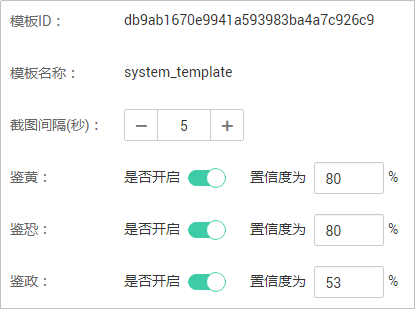 模板ID： db9ab1670e9941a593983ba4a7c926c9
模板名称： system_template
截图间隔(秒)： － 5 +
鉴黄： 是否开启 置信度为 80 %
鉴恐： 是否开启 置信度为 80 %
鉴政： 是否开启 置信度为 53 %